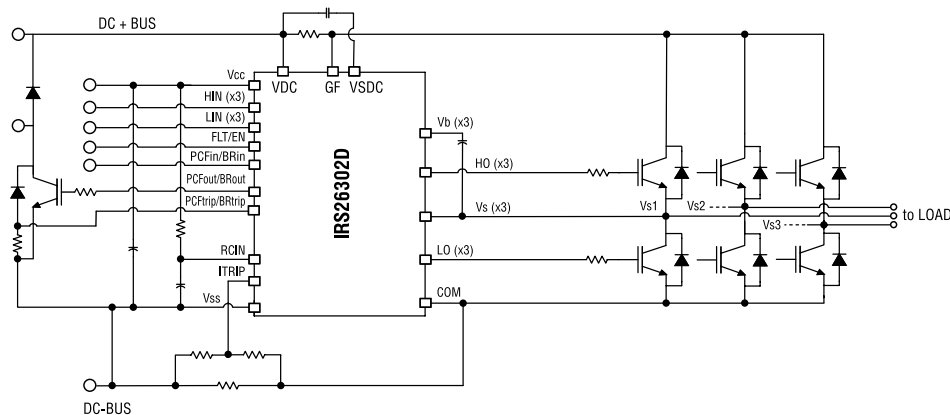 DC + BUS
VDC
GF
VSDC
Vcc
HIN (x3)
LIN (x3)
FLT/EN
PCFin/BRin
PCFout/BRout
PCFtrip/BRtrip
RCIN
ITRIP
Vss
IRS26302D
Vb (x3)
HO (x3)
Vs (x3)
LO (x3)
COM
Vs1
Vs2
Vs3
to LOAD
DC-BUS